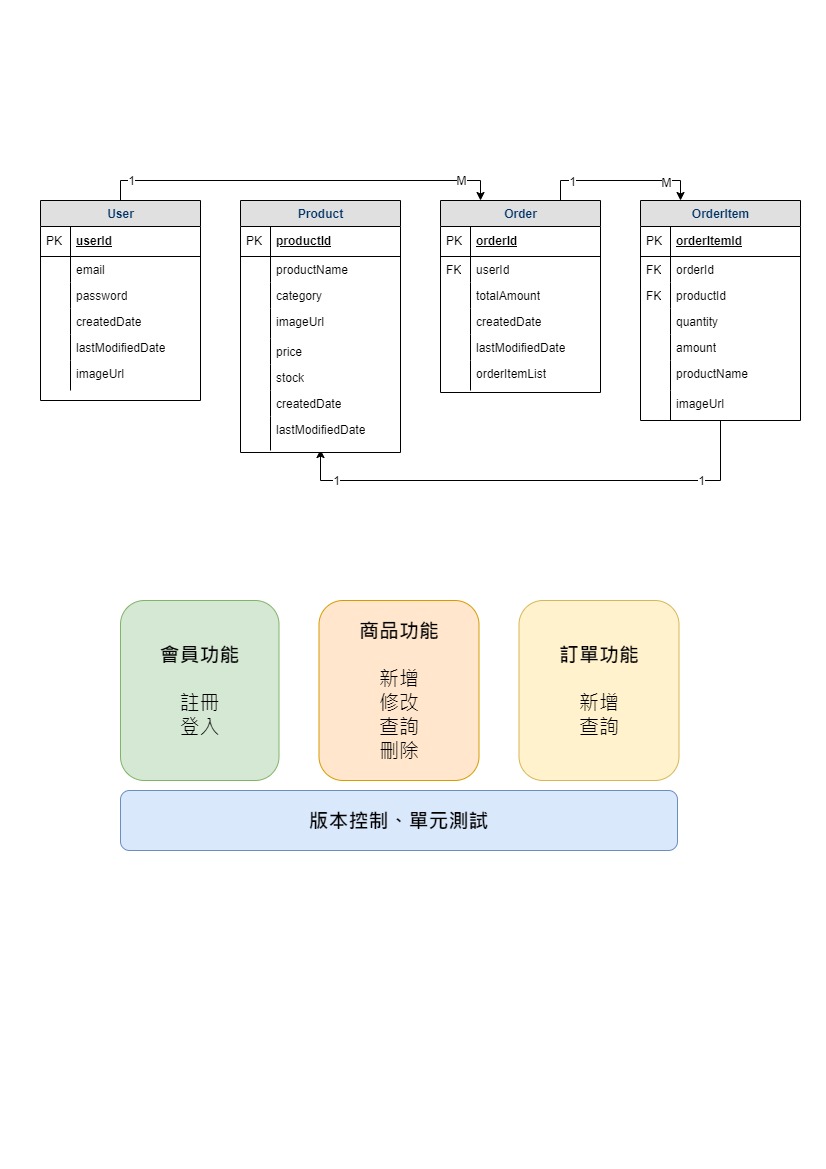 1
M
1
M
User
PK userId
email
password
createdDate
lastModifiedDate
imageUrl
Product
PK productId
productName
category
imageUrl
price
stock
createdDate
lastModifiedDate
Order
PK orderId
FK userId
totalAmount
createdDate
lastModifiedDate
orderItemList
OrderItem
PK orderItemId
FK orderId
FK productId
quantity
amount
productName
imageUrl
1
1
會員功能
註冊
登入
商品功能
新增
修改
查詢
刪除
訂單功能
新增
查詢
版本控制、單元測試